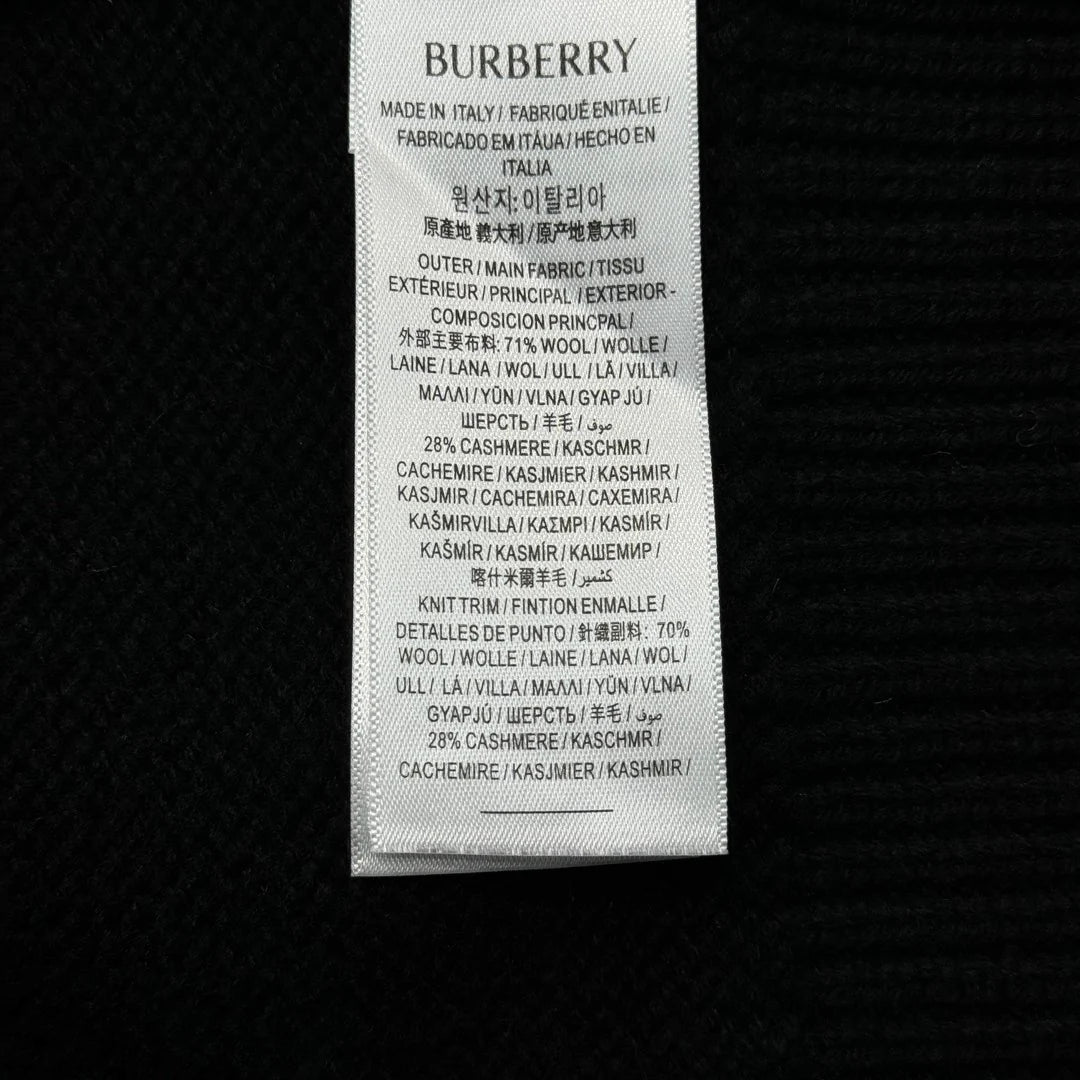 BURBERRY
MADE IN ITALY / FABRIQUÉ ENITALIE /
FABRICADO EM ITÁUA / HECHO EN
ITALIA
원산지: 이탈리아
原產地 義大利 / 原产地意大利
OUTER / MAIN FABRIC / TISSU
EXTÉRIEUR / PRINCIPAL / EXTERIOR -
COMPOSICION PRINCPAL /
外部主要布料: 71% WOOL / WOLLE /
LAINE / LANA / WOL / ULL / LĂ / VILLA /
ΜΑΛΛΙ / YŪN / VLNA / GYAP JÚ /
ШЕРСТЬ / 羊毛 / صوف
28% CASHMERE / KASCHMR /
CACHEMIRE / KASJMIER / KASHMIR /
KASJMIR / CACHEMIRA / CAXEMIRA /
KAŠMIRVILLA / ΚΑΣΜΡΙ / KASMÍR /
KAŠMÍR / KASMÍR / КАШЕМИР /
喀什米爾羊毛 / كشمير
KNIT TRIM / FINTION ENMALLE /
DETALLES DE PUNTO / 針織副料: 70%
WOOL / WOLLE / LAINE / LANA / WOL /
ULL / LÁ / VILLA / ΜΑΛΛΙ / YŪN / VLNA /
GYAPJÚ / ШЕРСТЬ / 羊毛 / صوف
28% CASHMERE / KASCHMR /
CACHEMIRE / KASJMIER / KASHMIR /